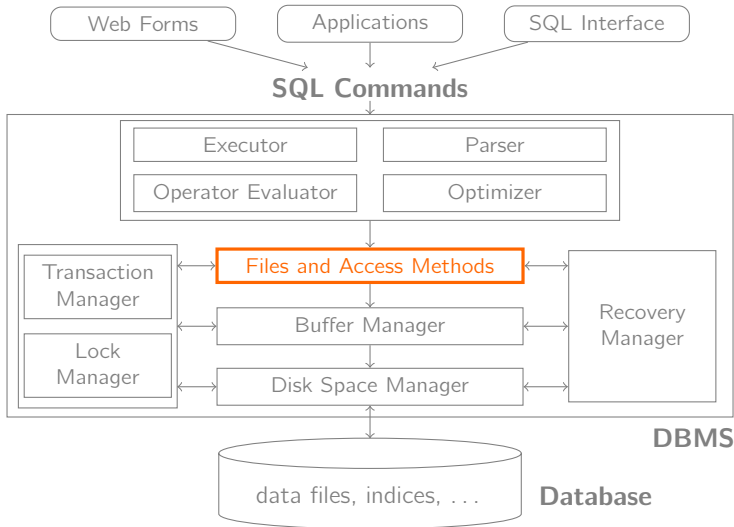 Web Forms
Applications
SQL Interface
SQL Commands
Executor
Parser
Operator Evaluator
Optimizer
Transaction
Manager
Lock
Manager
Files and Access Methods
Buffer Manager
Disk Space Manager
Recovery
Manager
DBMS
data files, indices, . . .
Database